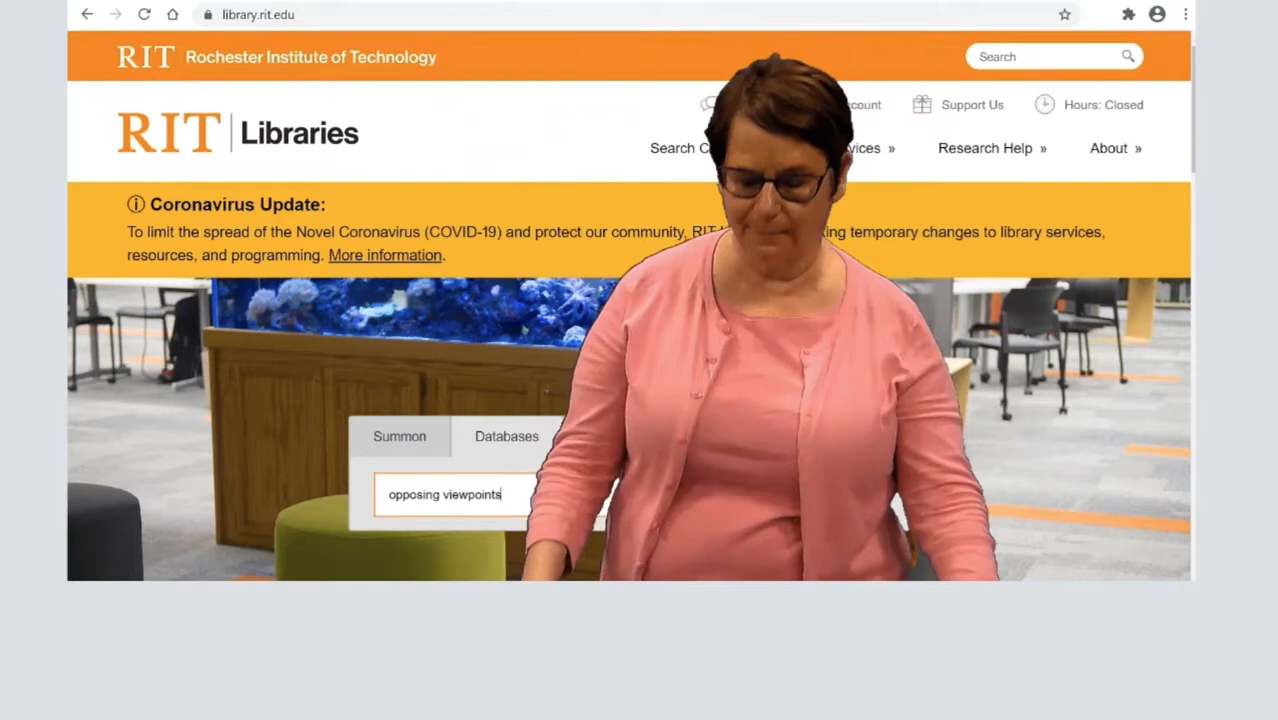 library.rit.edu
RIT Rochester Institute of Technology
Search
RIT Libraries
Support Us
Hours: Closed
Search
Research Help »
About »
Coronavirus Update:
To limit the spread of the Novel Coronavirus (COVID-19) and protect our community, RIT temporary changes to library services,
resources, and programming. More information.
Summon
Databases
opposing viewpoints